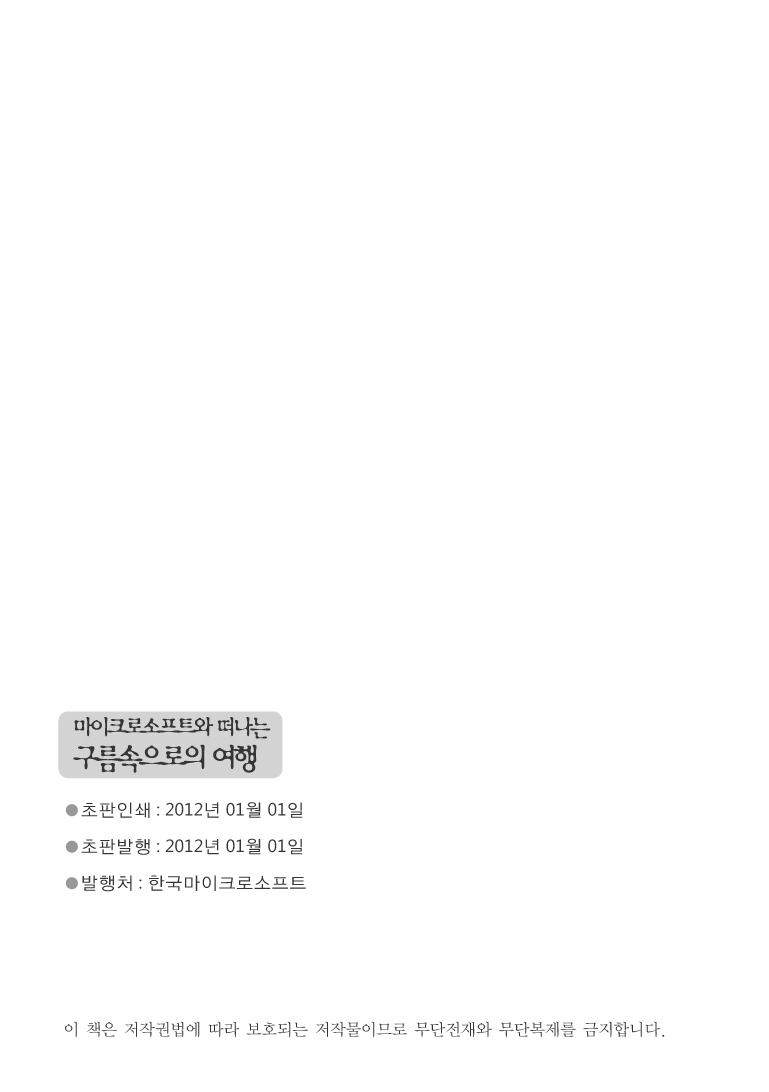 마이크로소프트와 떠나는
구름속으로의 여행
●초판인쇄 : 2012년 01월 01일
●초판발행 : 2012년 01월 01일
●발행처 : 한국마이크로소프트
이 책은 저작권법에 따라 보호되는 저작물이므로 무단전재와 무단복제를 금지합니다.